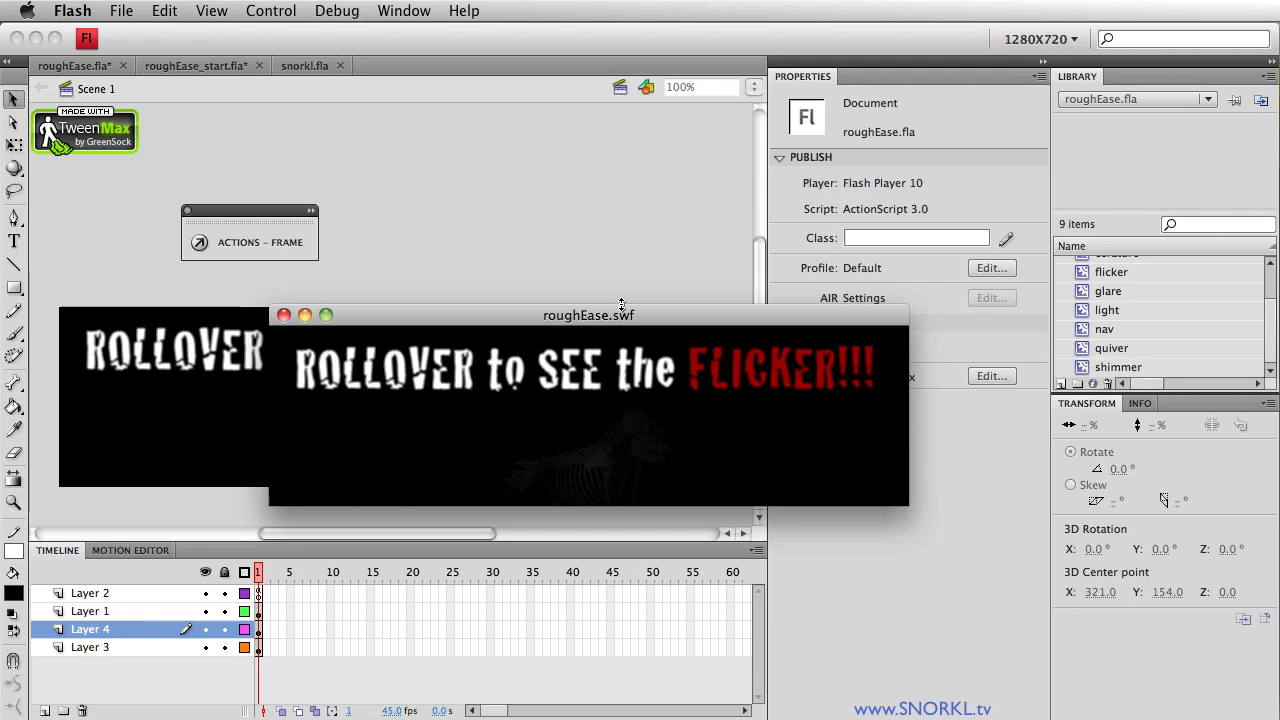 Flash File Edit View Control Debug Window Help
Fl 1280X720
roughEase.fla* roughEase_start.fla* snorkl.fla
Scene 1 100%
MADE WITH
TweenMax
by GreenSock
ACTIONS - FRAME
ROLLOVER
roughEase.swf
ROLLOVER to SEE the FLICKER!!!
PROPERTIES
Fl
Document
roughEase.fla
PUBLISH
Player: Flash Player 10
Script: ActionScript 3.0
Class:
Profile: Default Edit...
AIR Settings Edit...
x Edit...
LIBRARY
roughEase.fla
9 items
Name
flicker
glare
light
nav
quiver
shimmer
TRANSFORM INFO
- % - %
Rotate
0.0 °
Skew
- ° - °
3D Rotation
X: 0.0 ° Y: 0.0 ° Z: 0.0 °
3D Center point
X: 321.0 Y: 154.0 Z: 0.0
TIMELINE MOTION EDITOR
1 5 10 15 20 25 30 35 40 45 50 55 60
Layer 2
Layer 1
Layer 4
Layer 3
1 45.0 fps 0.0 s
www.SNORKL.tv